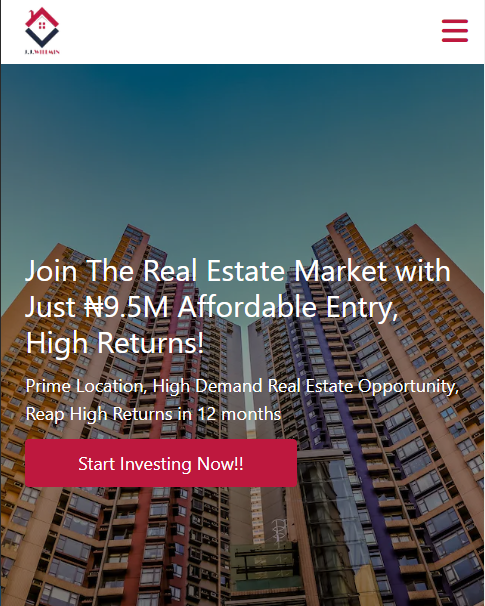 J.J.WILLMIN
Join The Real Estate Market with
Just ₦9.5M Affordable Entry,
High Returns!
Prime Location, High Demand Real Estate Opportunity,
Reap High Returns in 12 months
Start Investing Now!!